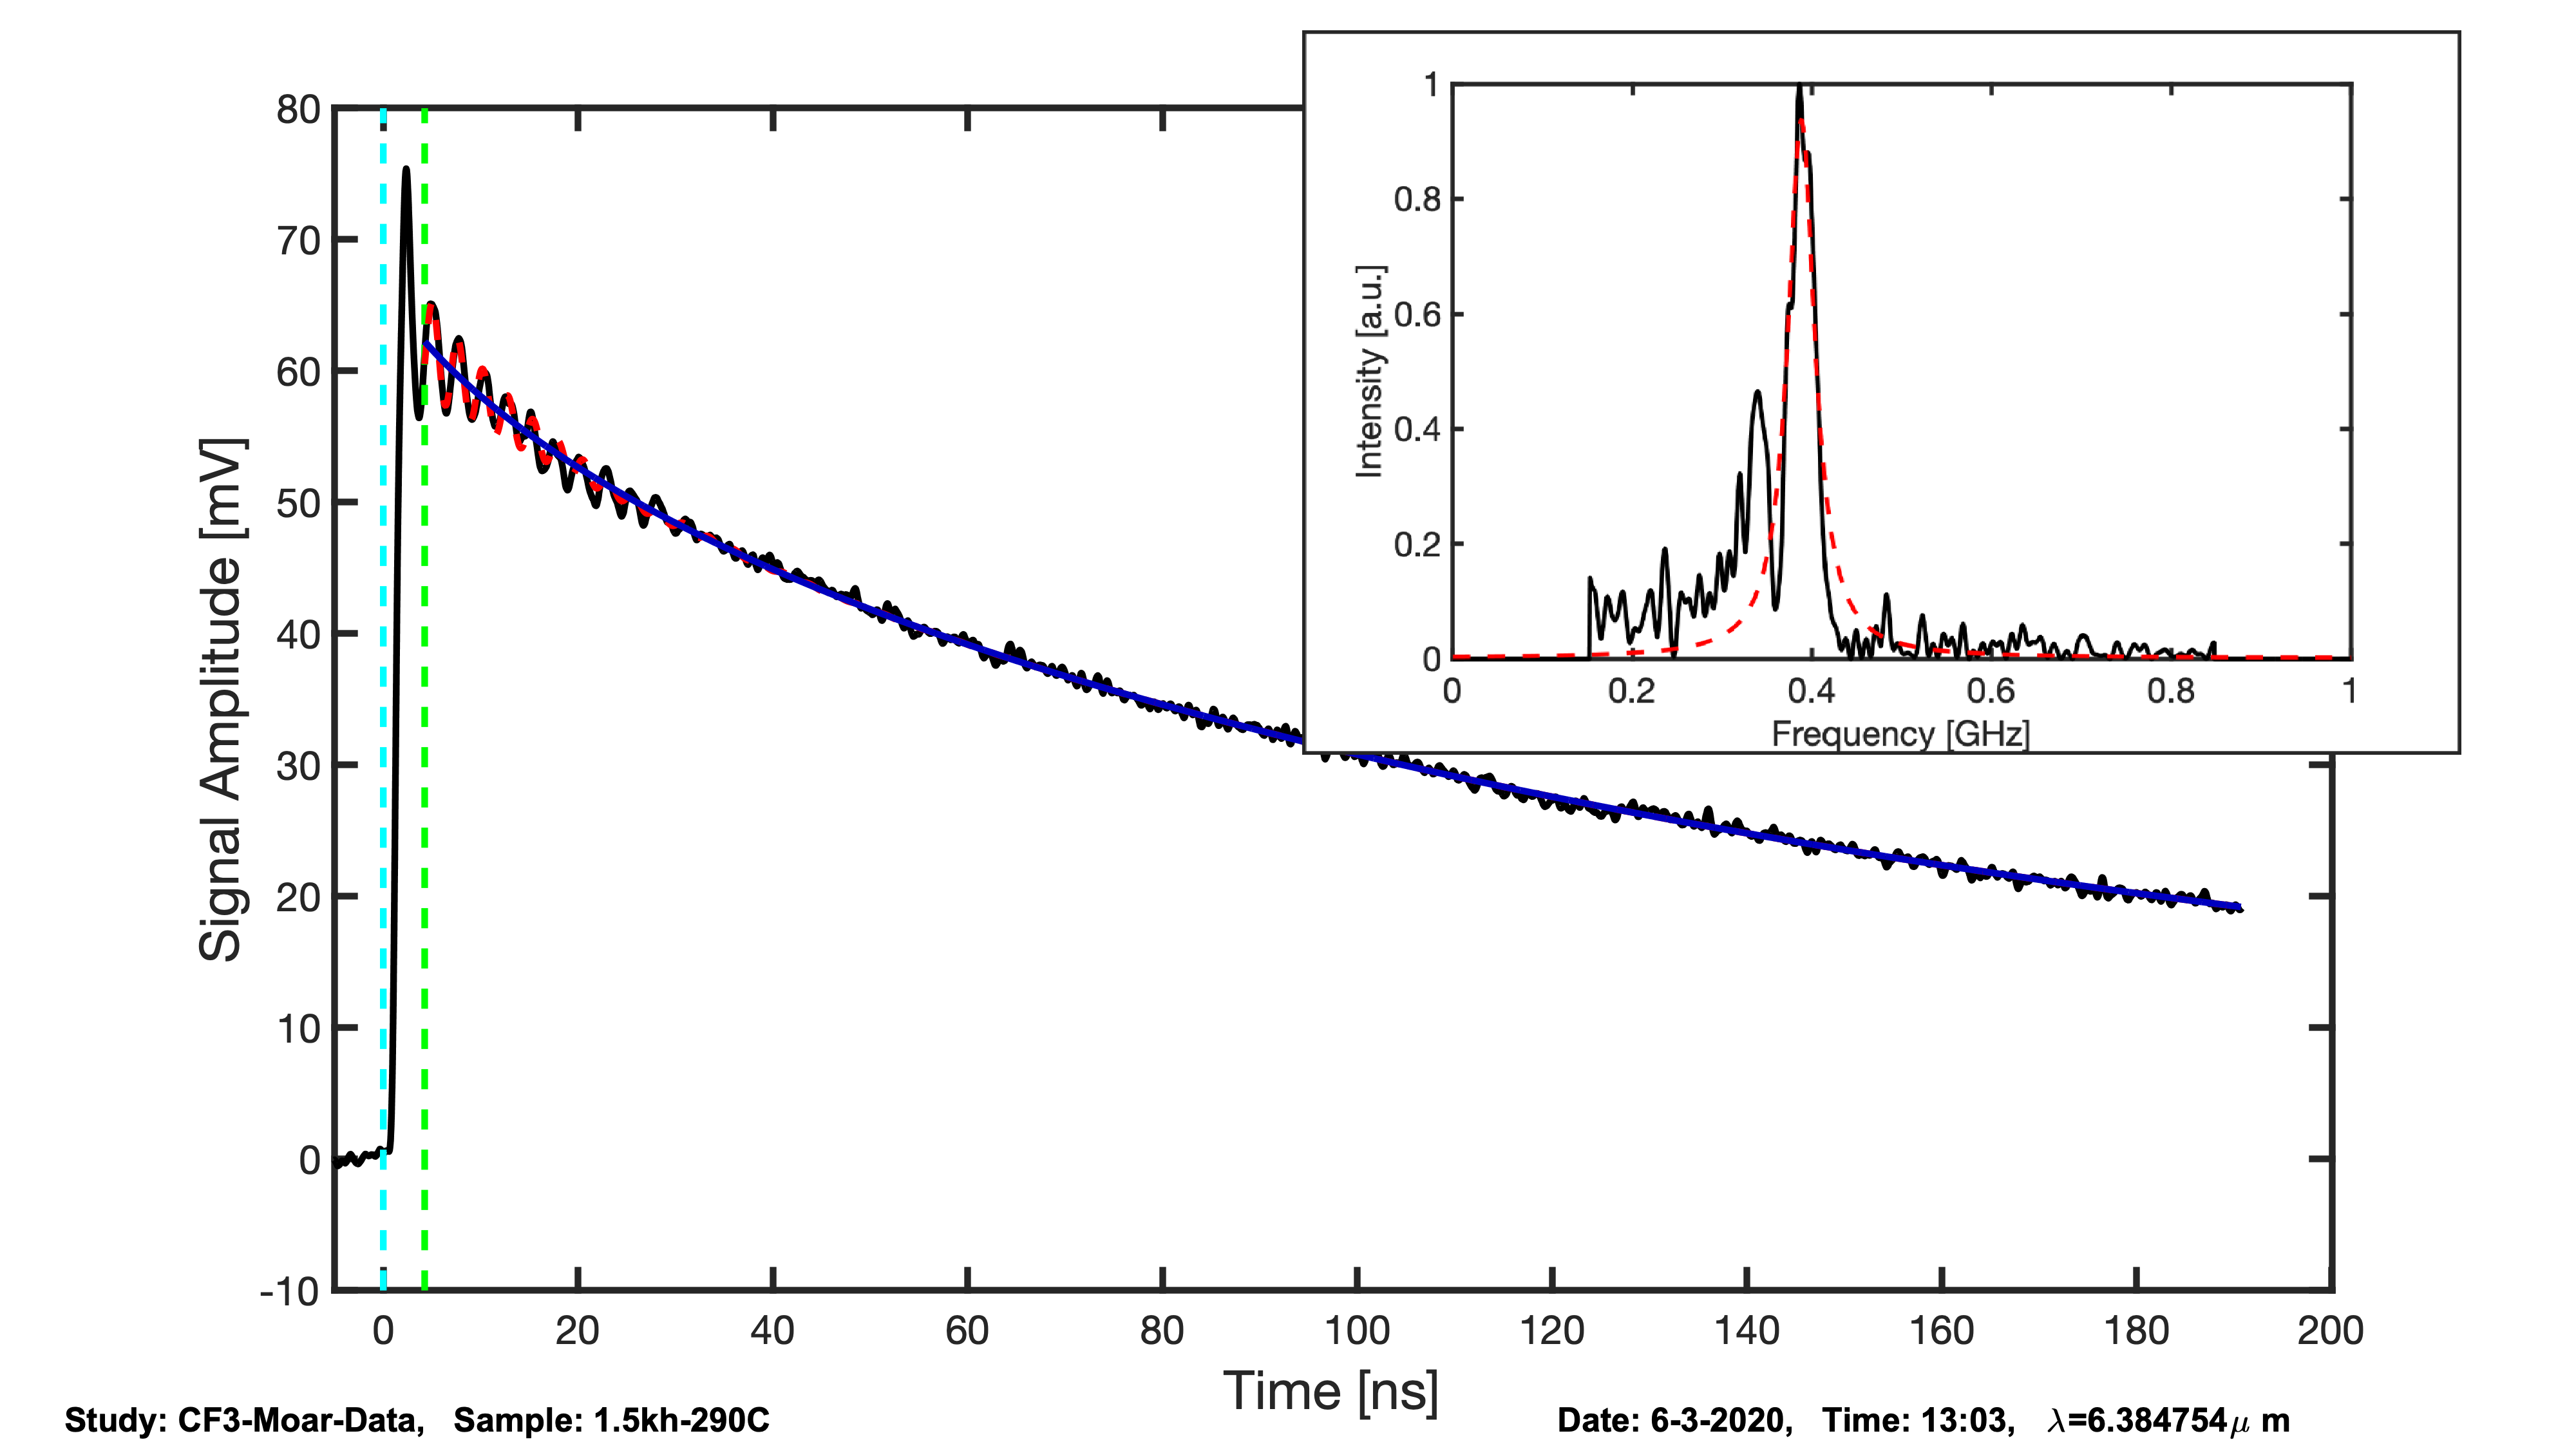 80
70
60
50
40
30
20
10
0
-10
Signal Amplitude [mV]
0 20 40 60 80 100 120 140 160 180 200
Time [ns]
1
0.8
0.6
0.4
0.2
0
Intensity [a.u.]
0 0.2 0.4 0.6 0.8 1
Frequency [GHz]
Study: CF3-Moar-Data, Sample: 1.5kh-290C
Date: 6-3-2020, Time: 13:03, λ=6.384754μ m